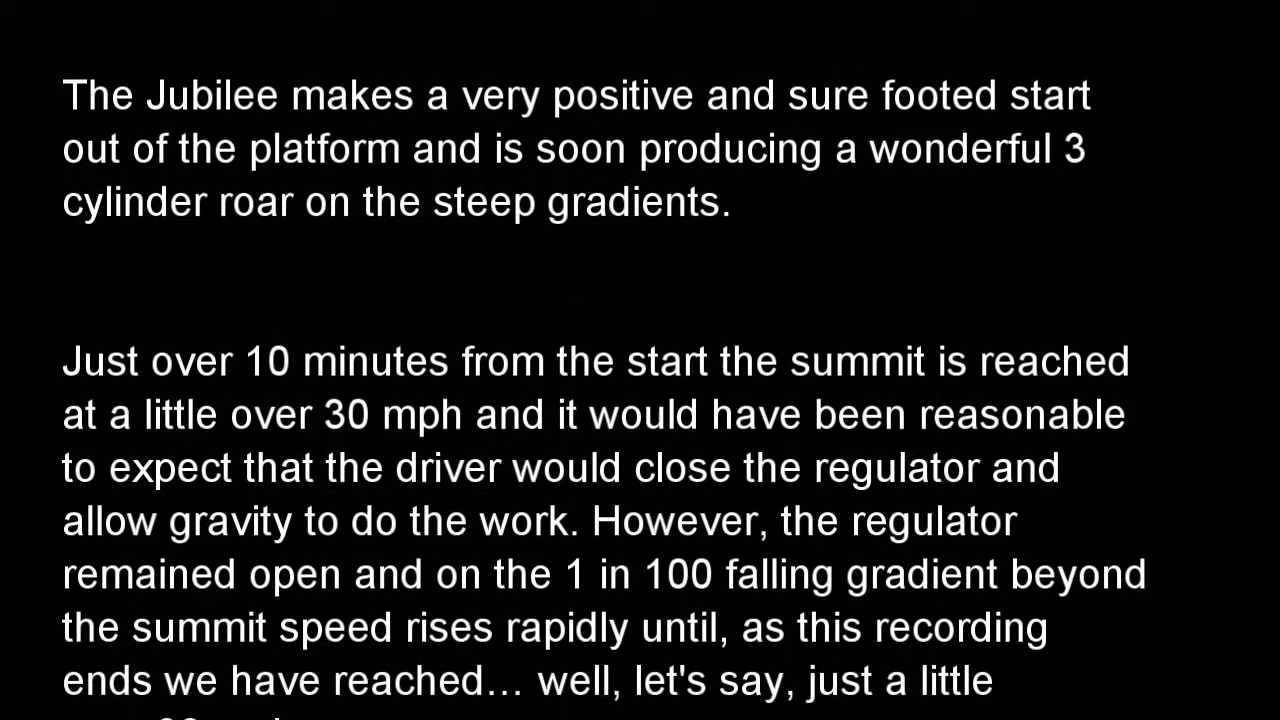 The Jubilee makes a very positive and sure footed start
out of the platform and is soon producing a wonderful 3
cylinder roar on the steep gradients.
Just over 10 minutes from the start the summit is reached
at a little over 30 mph and it would have been reasonable
to expect that the driver would close the regulator and
allow gravity to do the work. However, the regulator
remained open and on the 1 in 100 falling gradient beyond
the summit speed rises rapidly until, as this recording
ends we have reached… well, let's say, just a little